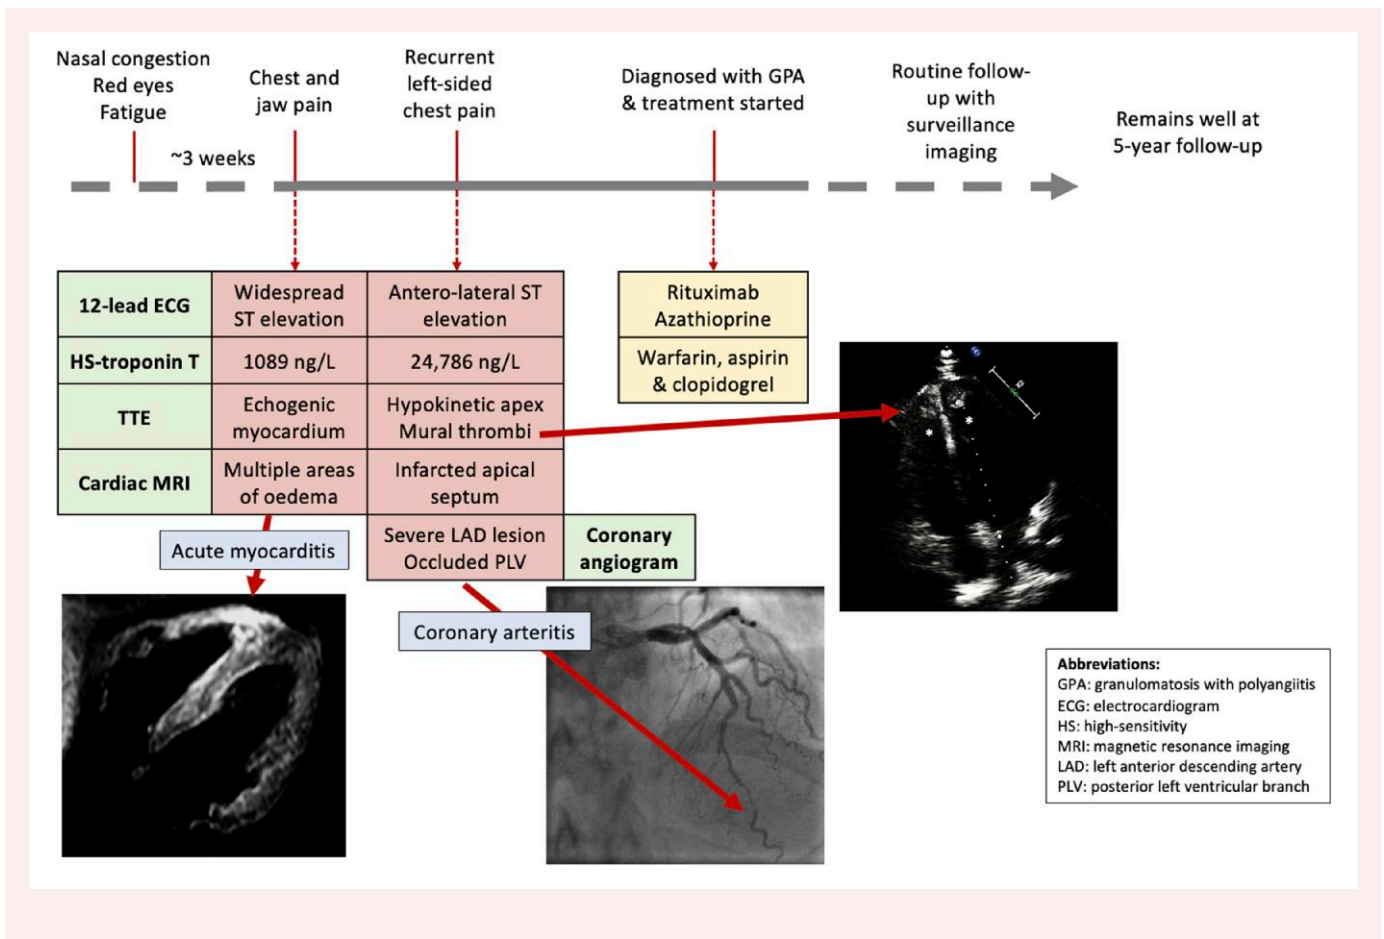 Nasal congestion
Red eyes
Fatigue
~3 weeks
Chest and
jaw pain
Recurrent
left-sided
chest pain
Diagnosed with GPA
& treatment started
Routine follow-
up with
surveillance
imaging
Remains well at
5-year follow-up
12-lead ECG
Widespread
ST elevation
Antero-lateral ST
elevation
HS-troponin T
1089 ng/L
24,786 ng/L
TTE
Echogenic
myocardium
Hypokinetic apex
Mural thrombi
Cardiac MRI
Multiple areas
of oedema
Infarcted apical
septum
Severe LAD lesion
Occluded PLV
Coronary
angiogram
Rituximab
Azathioprine
Warfarin, aspirin
& clopidogrel
Acute myocarditis
Coronary arteritis
Abbreviations:
GPA: granulomatosis with polyangiitis
ECG: electrocardiogram
HS: high-sensitivity
MRI: magnetic resonance imaging
LAD: left anterior descending artery
PLV: posterior left ventricular branch